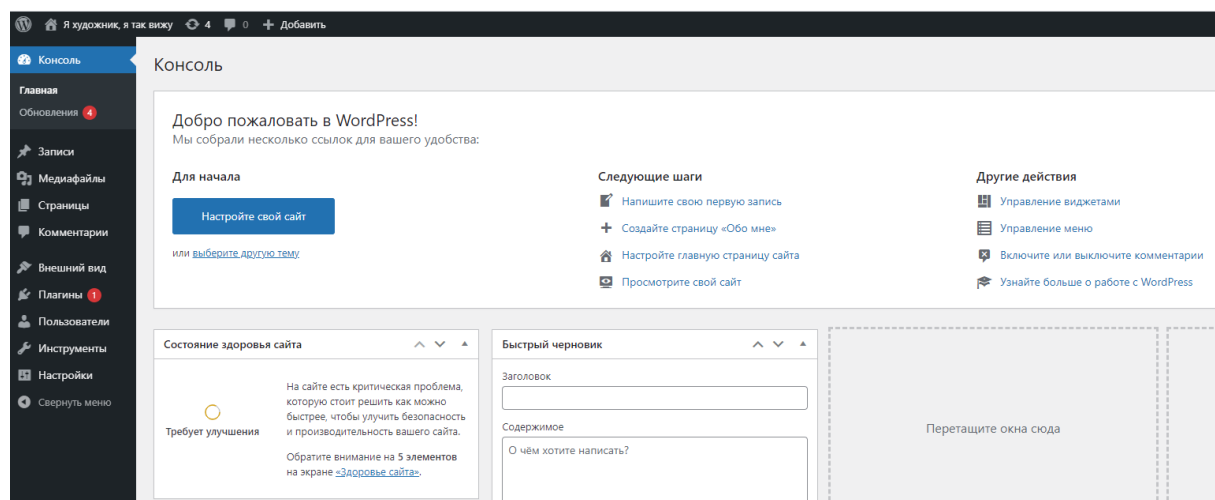 Я художник, я так вижу 4 0 + Добавить
Консоль
Главная
Обновления 4
Записи
Медиафайлы
Страницы
Комментарии
Внешний вид
Плагины 1
Пользователи
Инструменты
Настройки
Свернуть меню
Консоль
Добро пожаловать в WordPress!
Мы собрали несколько ссылок для вашего удобства:
Для начала
Настройте свой сайт
или выберите другую тему
Следующие шаги
Напишите свою первую запись
Создайте страницу «Обо мне»
Настройте главную страницу сайта
Просмотрите свой сайт
Другие действия
Управление виджетами
Управление меню
Включите или выключите комментарии
Узнайте больше о работе с WordPress
Состояние здоровья сайта
Требует улучшения
На сайте есть критическая проблема,
которую стоит решить как можно
быстрее, чтобы улучить безопасность
и производительность вашего сайта.
Обратите внимание на 5 элементов
на экране «Здоровье сайта».
Быстрый черновик
Заголовок
Содержимое
О чём хотите написать?
Перетащите окна сюда